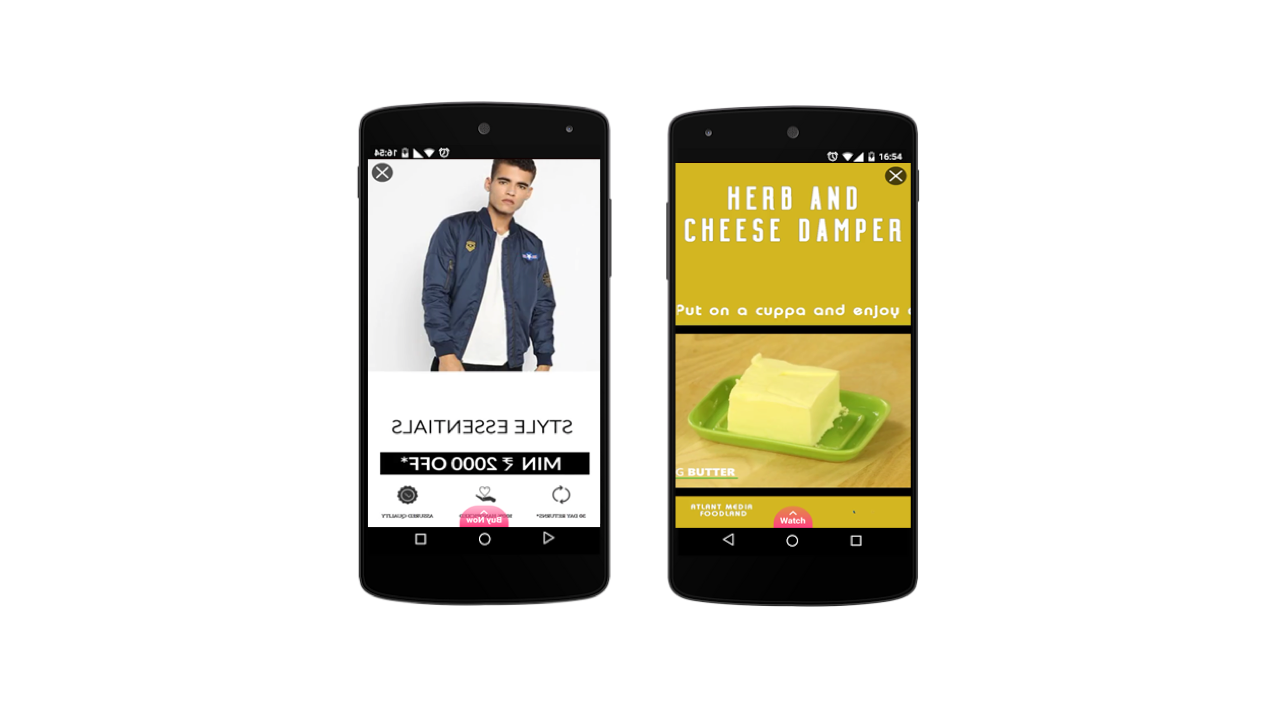 16:54
STYLE ESSENTIALS
MIN ₹ 2000 OFF*
ASSURED QUALITY
30 DAY RETURNS*
Buy Now
16:54
HERB AND
CHEESE DAMPER
Put on a cuppa and enjoy
G BUTTER
ATLANT MEDIA
FOODLAND
Watch